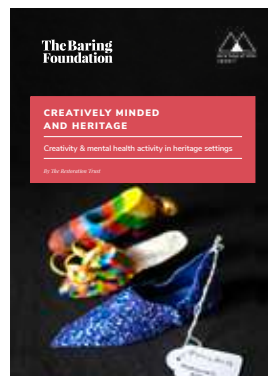 The Baring
Foundation
CREATIVELY MINDED
AND HERITAGE
Creativity & mental health activity in heritage settings
By The Restoration Trust